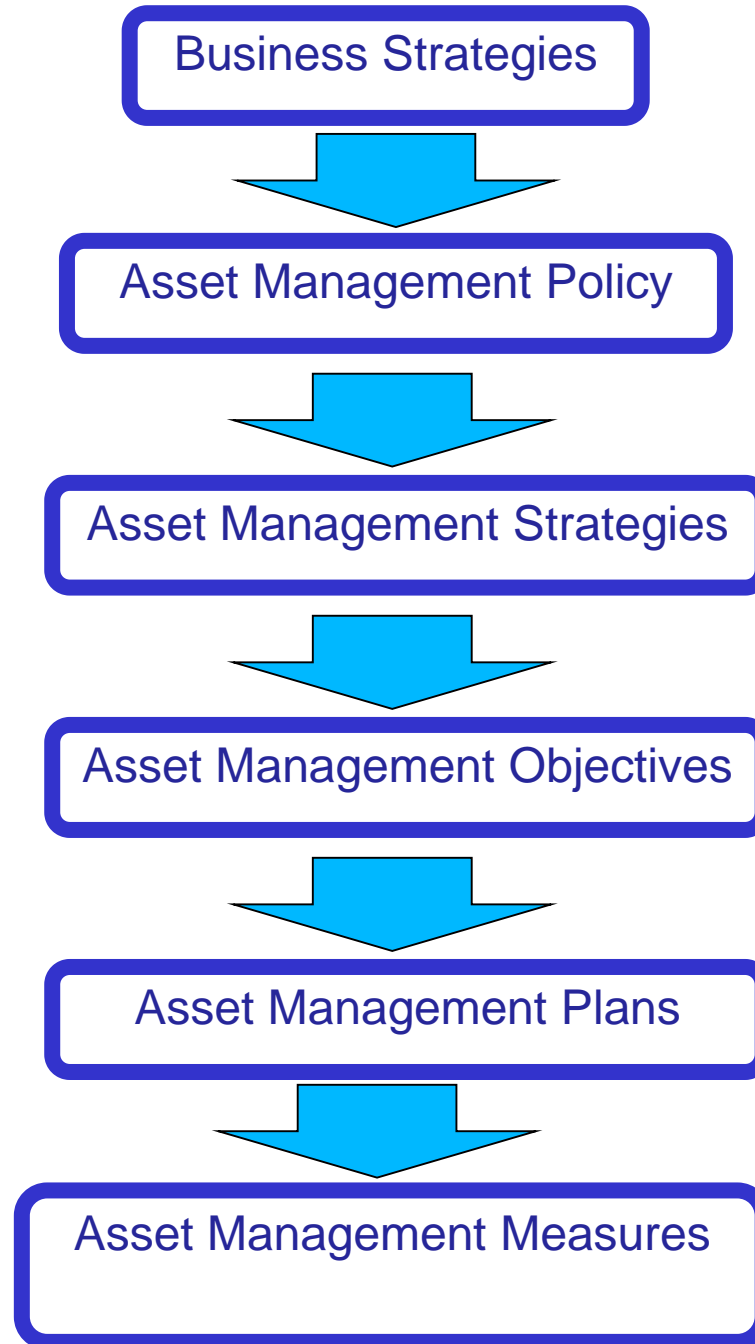 Business Strategies
Asset Management Policy
Asset Management Strategies
Asset Management Objectives
Asset Management Plans
Asset Management Measures